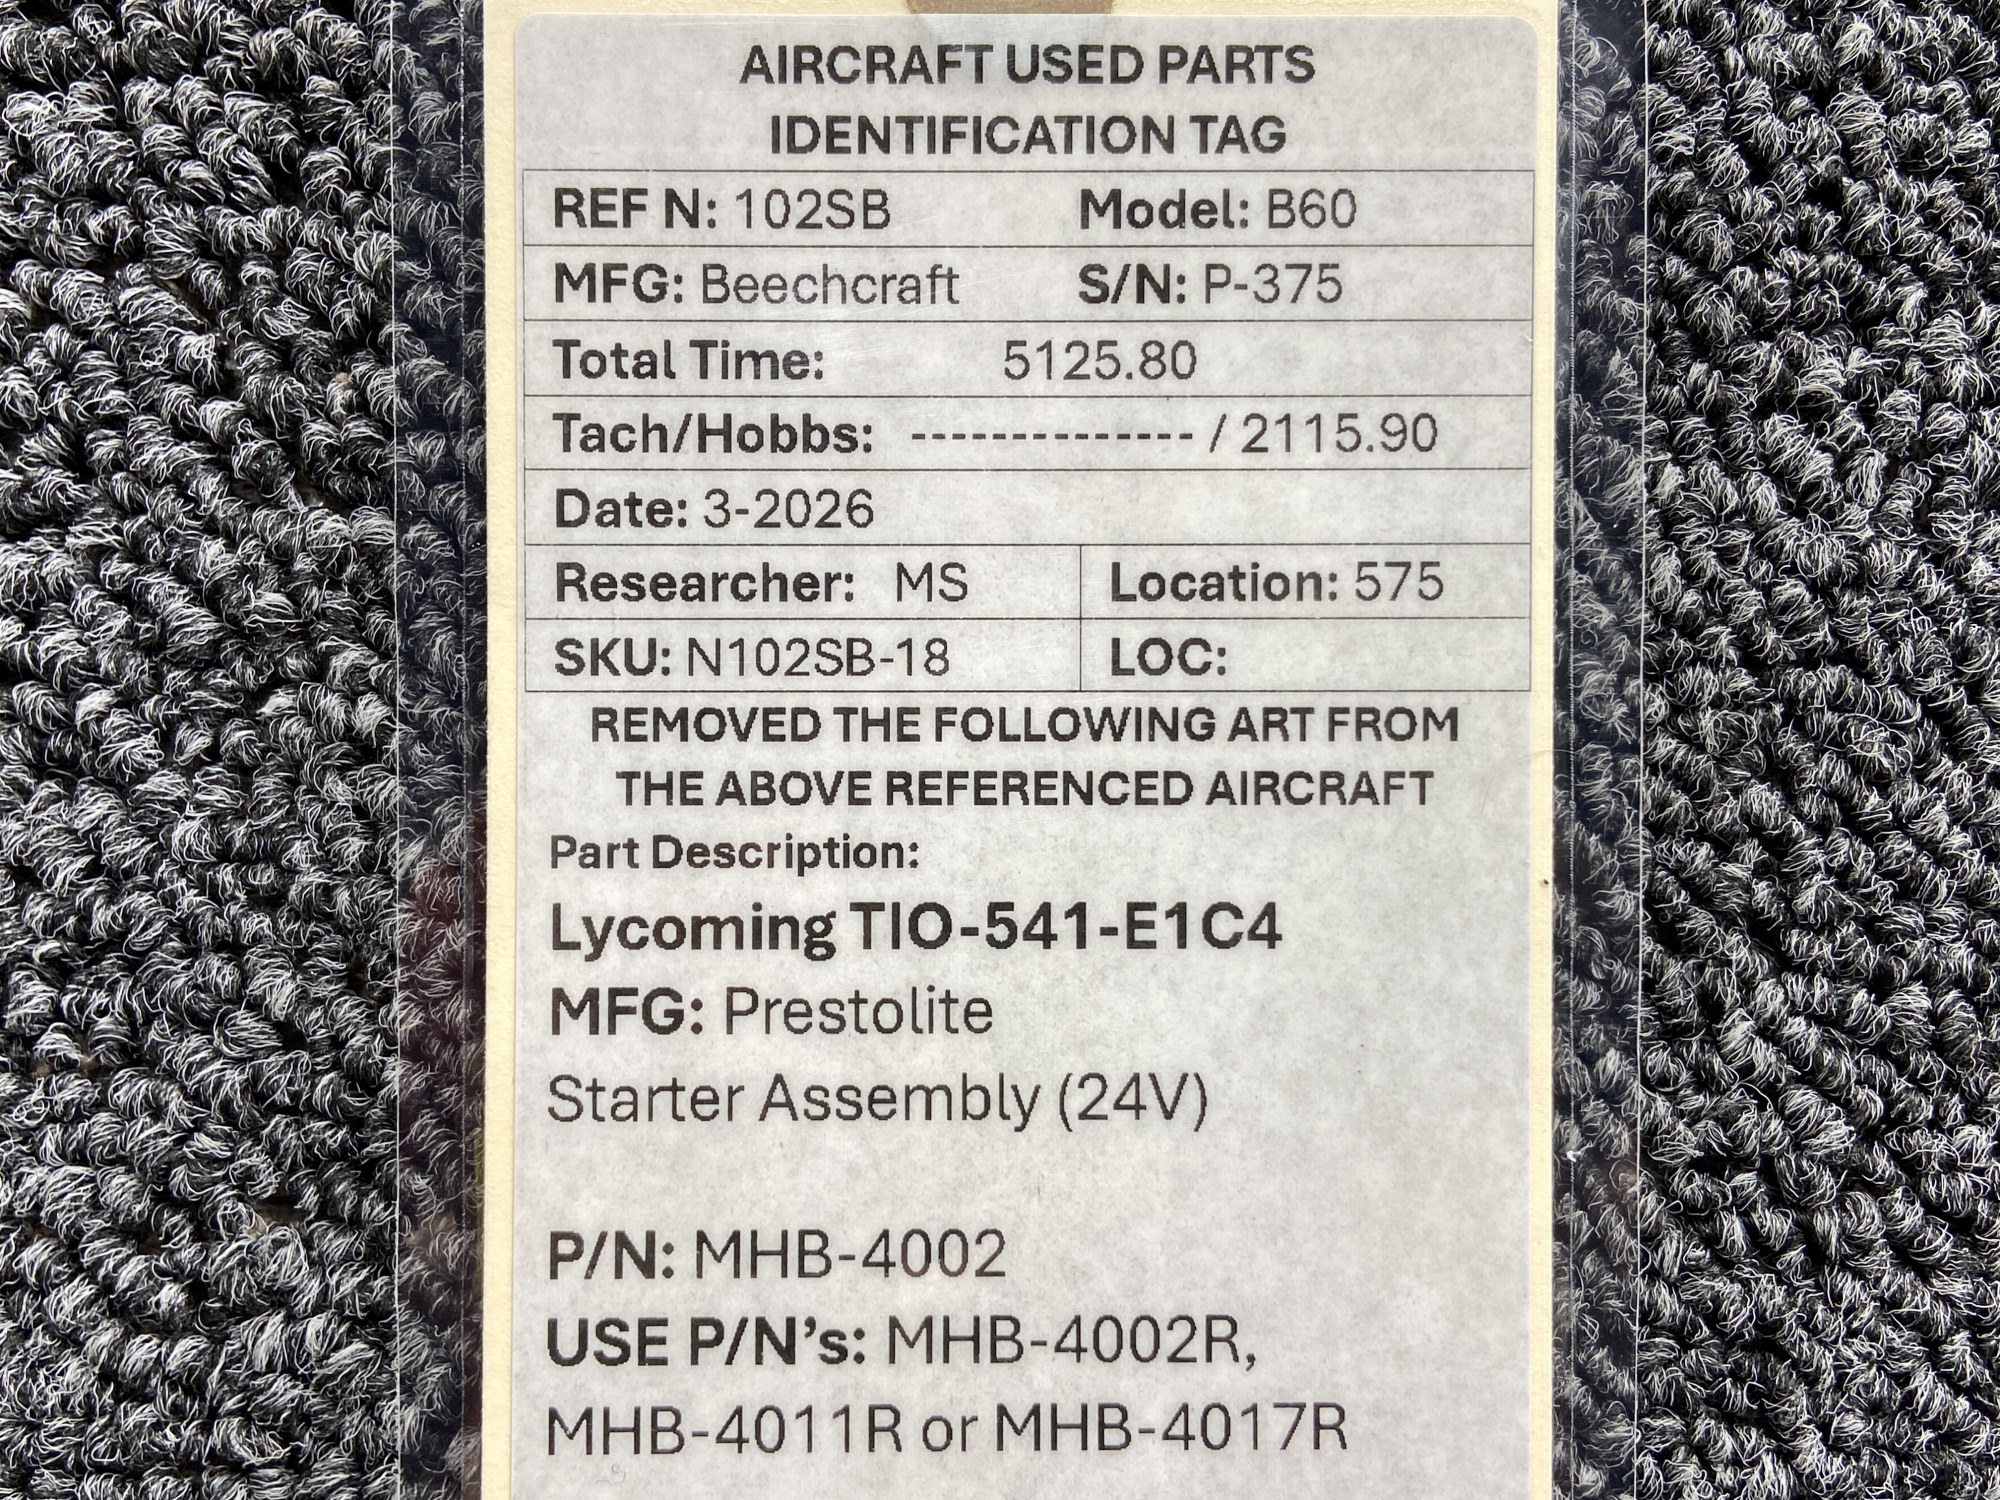 AIRCRAFT USED PARTS
IDENTIFICATION TAG
REF N: 102SB Model: B60
MFG: Beechcraft S/N: P-375
Total Time: 5125.80
Tach/Hobbs: -------------- / 2115.90
Date: 3-2026
Researcher: MS Location: 575
SKU: N102SB-18 LOC:
REMOVED THE FOLLOWING ART FROM
THE ABOVE REFERENCED AIRCRAFT
Part Description:
Lycoming TIO-541-E1C4
MFG: Prestolite
Starter Assembly (24V)
P/N: MHB-4002
USE P/N's: MHB-4002R,
MHB-4011R or MHB-4017R